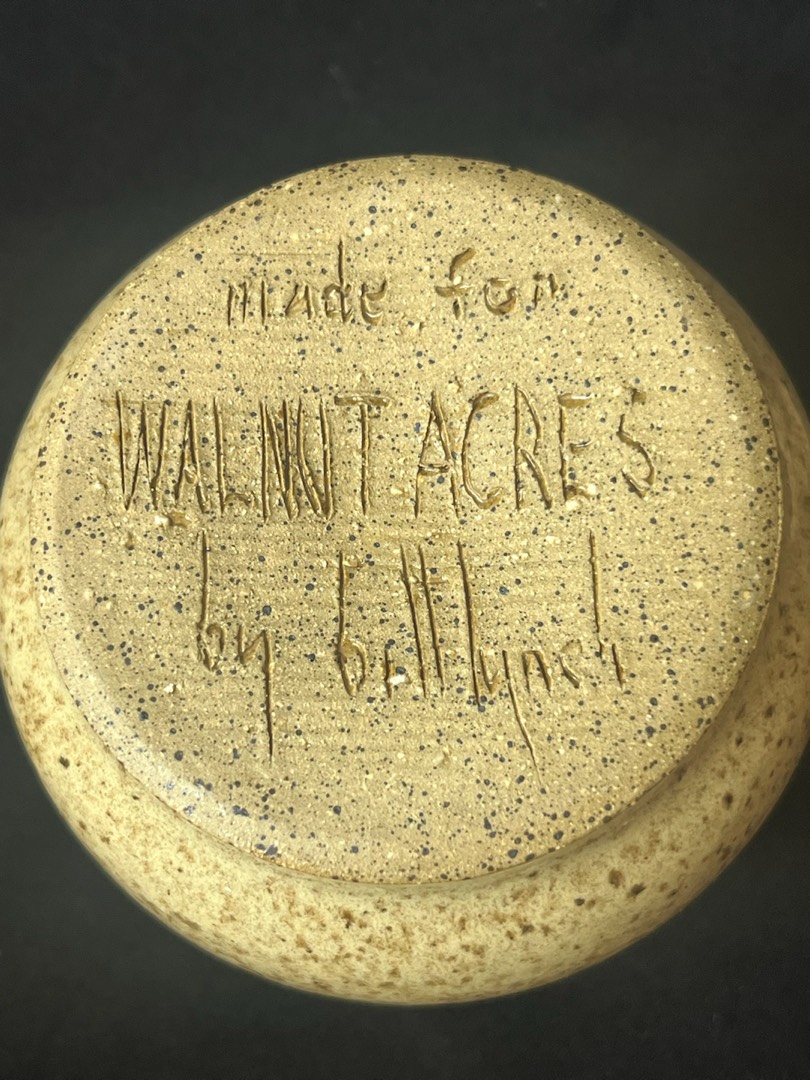 made for
WALNUT ACRES
by bill lynch